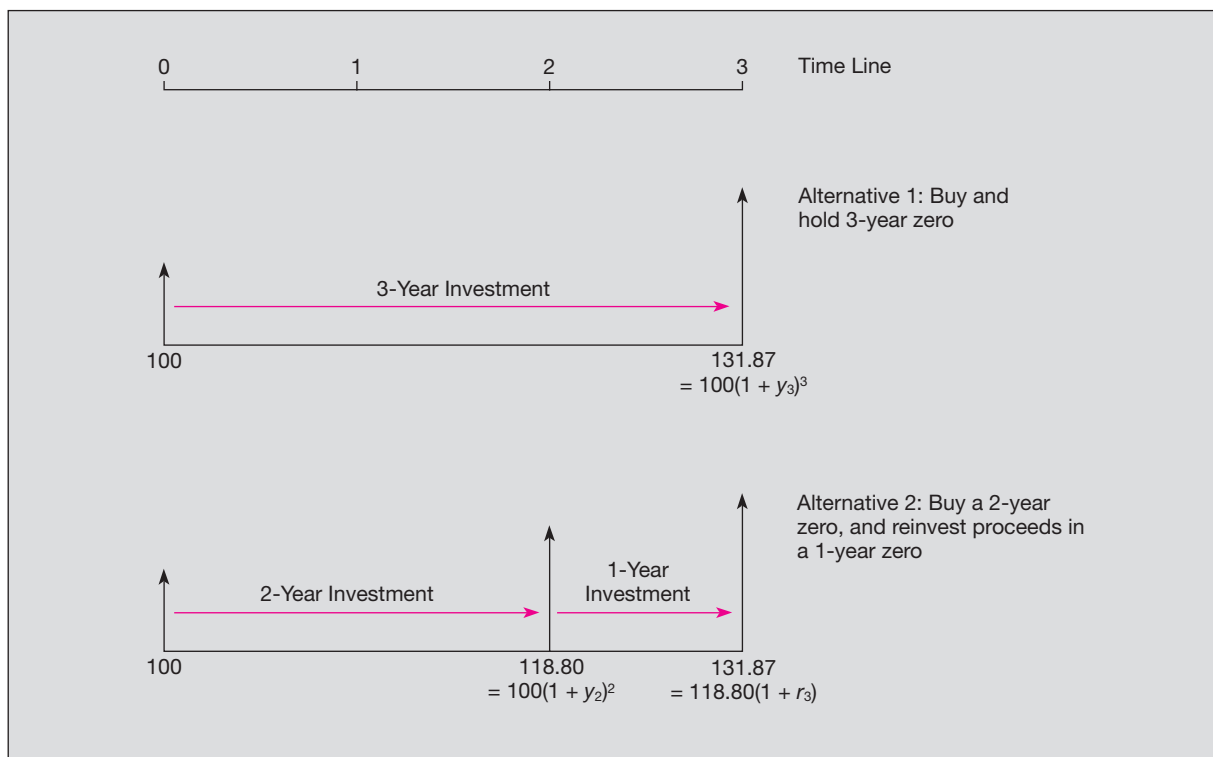 0 1 2 3 Time Line
Alternative 1: Buy and
hold 3-year zero
3-Year Investment
100 131.87
= 100(1 + y₃)³
Alternative 2: Buy a 2-year
zero, and reinvest proceeds in
a 1-year zero
2-Year Investment
1-Year
Investment
100 118.80 131.87
= 100(1 + y₂)² = 118.80(1 + r₃)